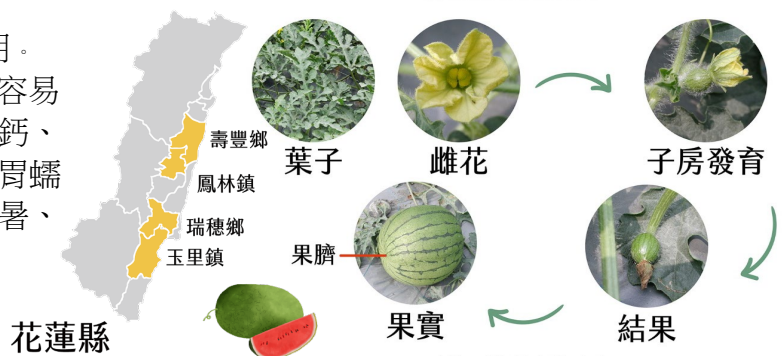 明。
容易
鈣、
胃蠕
暑、
壽豐鄉
鳳林鎮
瑞穗鄉
玉里鎮
花蓮縣
葉子
雌花
子房發育
果臍
果實
結果